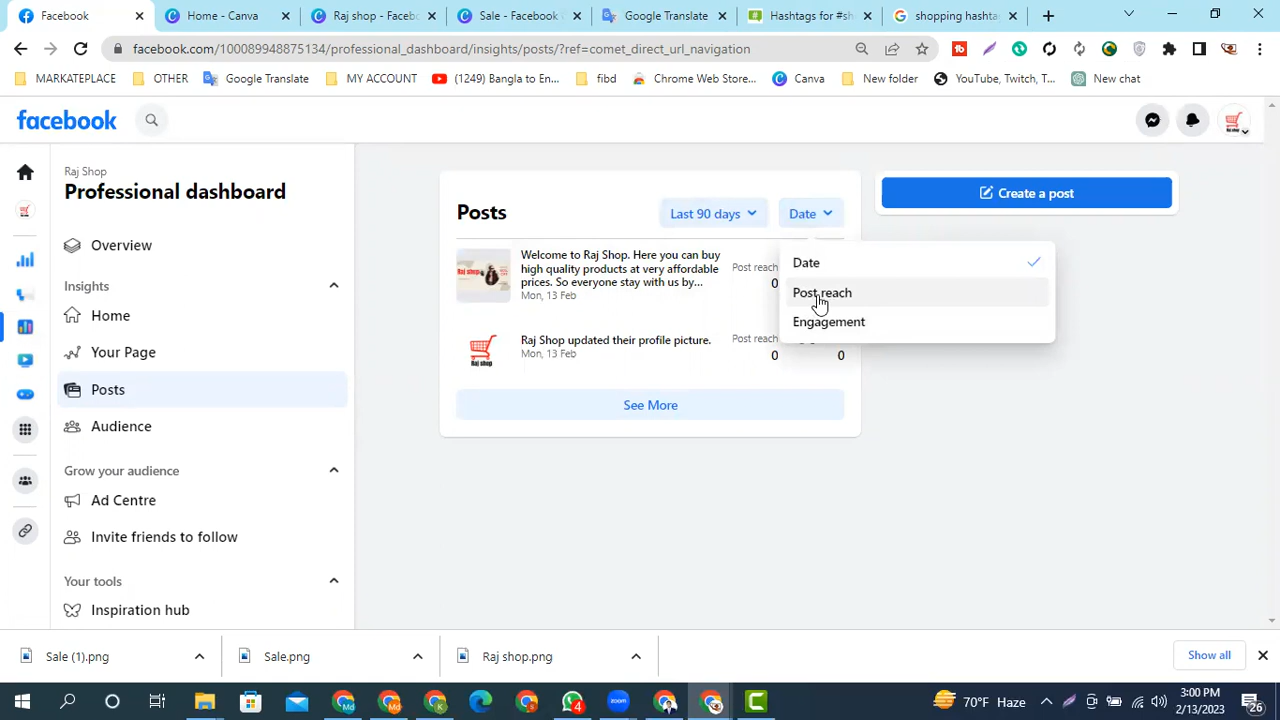 Facebook
Home - Canva
Raj shop - Faceb
Sale - Facebook
Google Translate
Hashtags for #sh
shopping hashta
facebook.com/100089948875134/professional_dashboard/insights/posts/?ref=comet_direct_url_navigation
MARKATEPLACE
OTHER
Google Translate
MY ACCOUNT
(1249) Bangla to En...
fibd
Chrome Web Store...
Canva
New folder
YouTube, Twitch, T...
New chat
facebook
Raj Shop
Professional dashboard
Overview
Insights
Home
Your Page
Posts
Audience
Grow your audience
Ad Centre
Invite friends to follow
Your tools
Inspiration hub
Posts
Last 90 days
Date
Welcome to Raj Shop. Here you can buy
high quality products at very affordable
prices. So everyone stay with us by...
Mon, 13 Feb
Post reach
0
Raj Shop updated their profile picture.
Mon, 13 Feb
Post reach
0
0
See More
Date
Post reach
Engagement
Create a post
Sale (1).png
Sale.png
Raj shop.png
Show all
70°F Haze
3:00 PM
2/13/2023
26
4
zoom